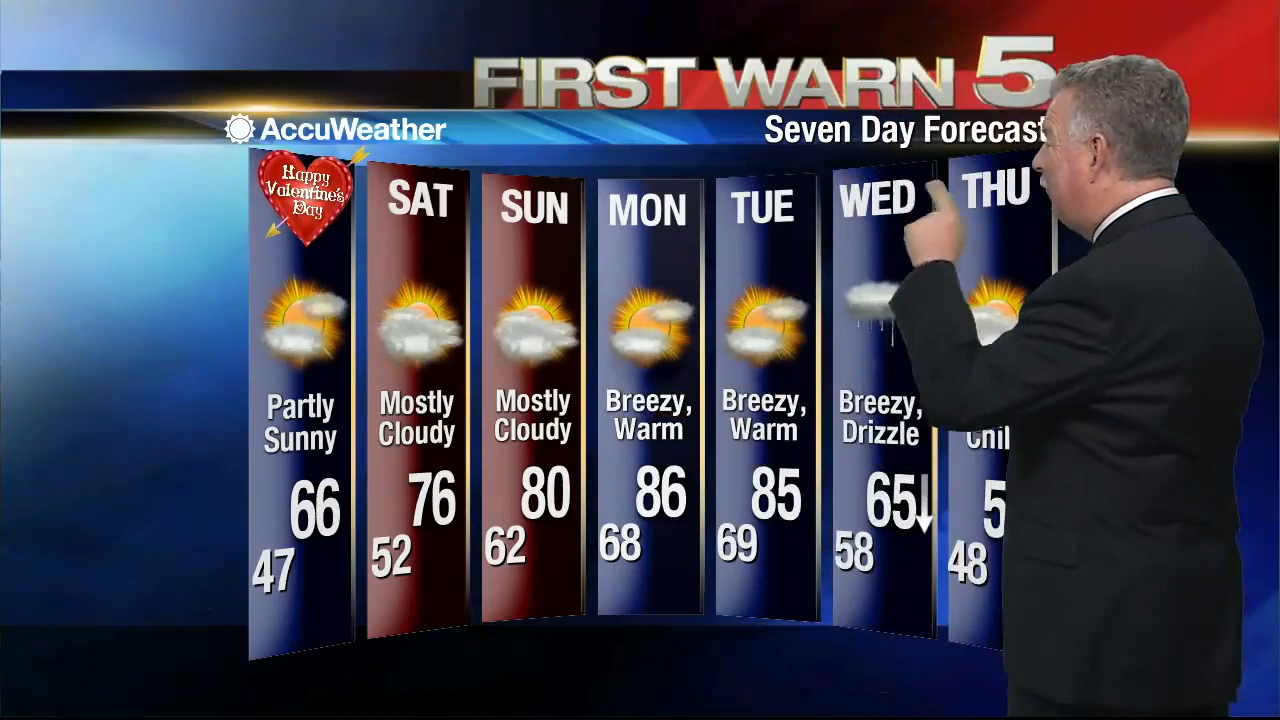 FIRST WARN 5
AccuWeather
Seven Day Forecast
Happy
Valentine's
Day
SAT
SUN
MON
TUE
WED
THU
Partly
Sunny
Mostly
Cloudy
Mostly
Cloudy
Breezy,
Warm
Breezy,
Warm
Breezy,
Drizzle
66
76
80
86
85
65
47
52
62
68
69
58
48